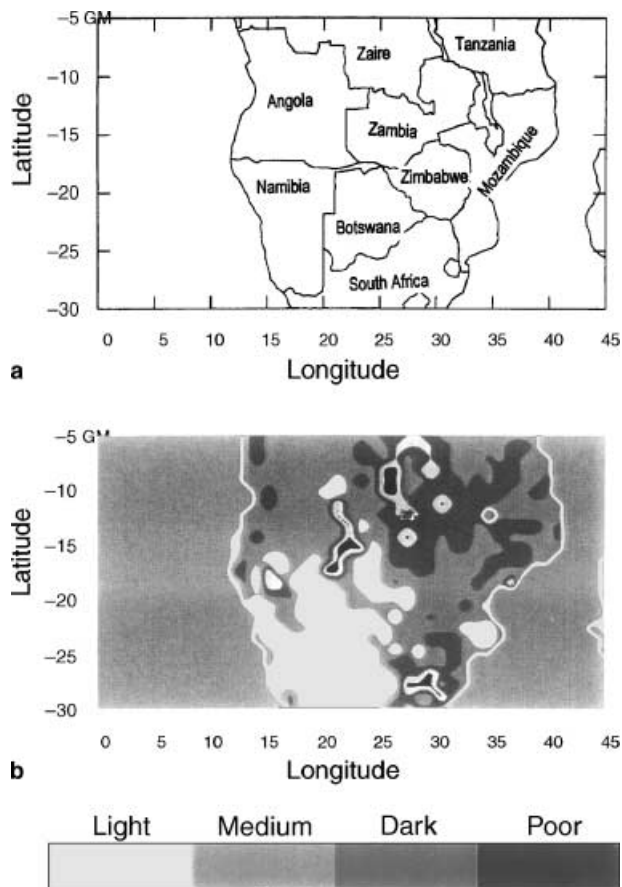 −5 GM
−10
−15
−20
−25
−30
Latitude
Zaire
Tanzania
Angola
Zambia
Mozambique
Zimbabwe
Namibia
Botswana
South Africa
0 5 10 15 20 25 30 35 40 45
Longitude
a
−5 GM
−10
−15
−20
−25
−30
Latitude
0 5 10 15 20 25 30 35 40 45
Longitude
b
Light Medium Dark Poor